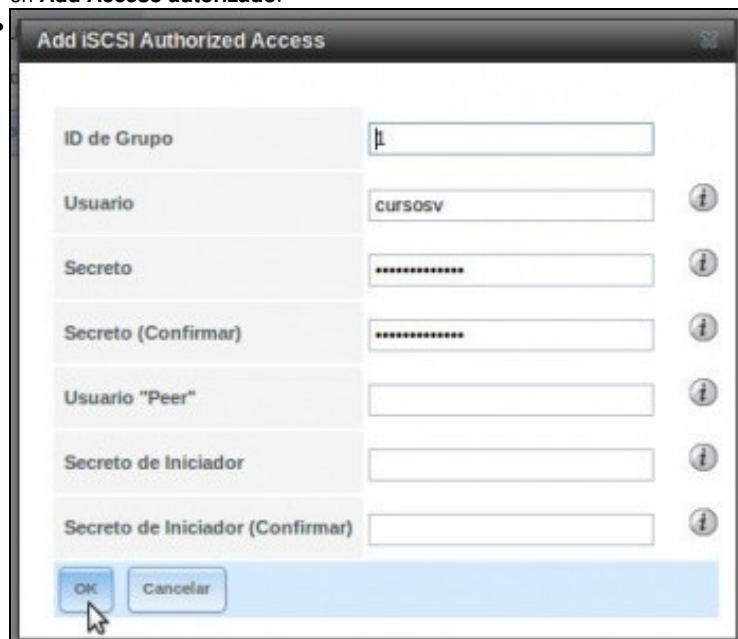 en Add Acceso autorizado.
Add iSCSI Authorized Access
ID de Grupo 1
Usuario cursosv
Secreto •••••••••••••
Secreto (Confirmar) •••••••••••••
Usuario "Peer"
Secreto de Iniciador
Secreto de Iniciador (Confirmar)
OK Cancelar